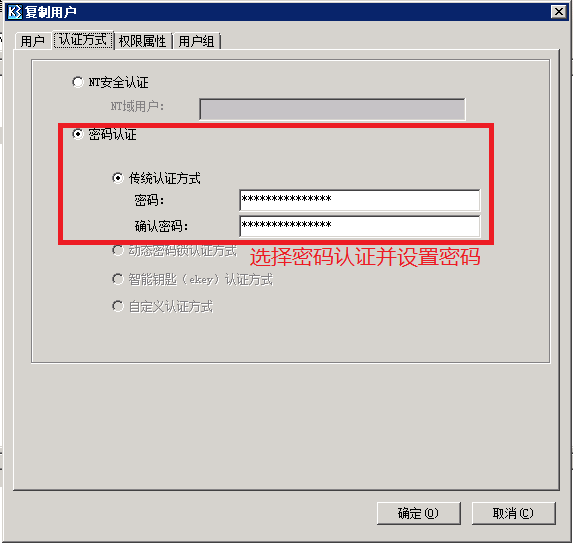 复制用户
用户 认证方式 权限属性 用户组
NT安全认证
NT域用户：
密码认证
传统认证方式
密码： ***************
确认密码： ***************
动态密码锁认证方式
选择密码认证并设置密码
智能钥匙（ekey）认证方式
自定义认证方式
确定(O) 取消(C)